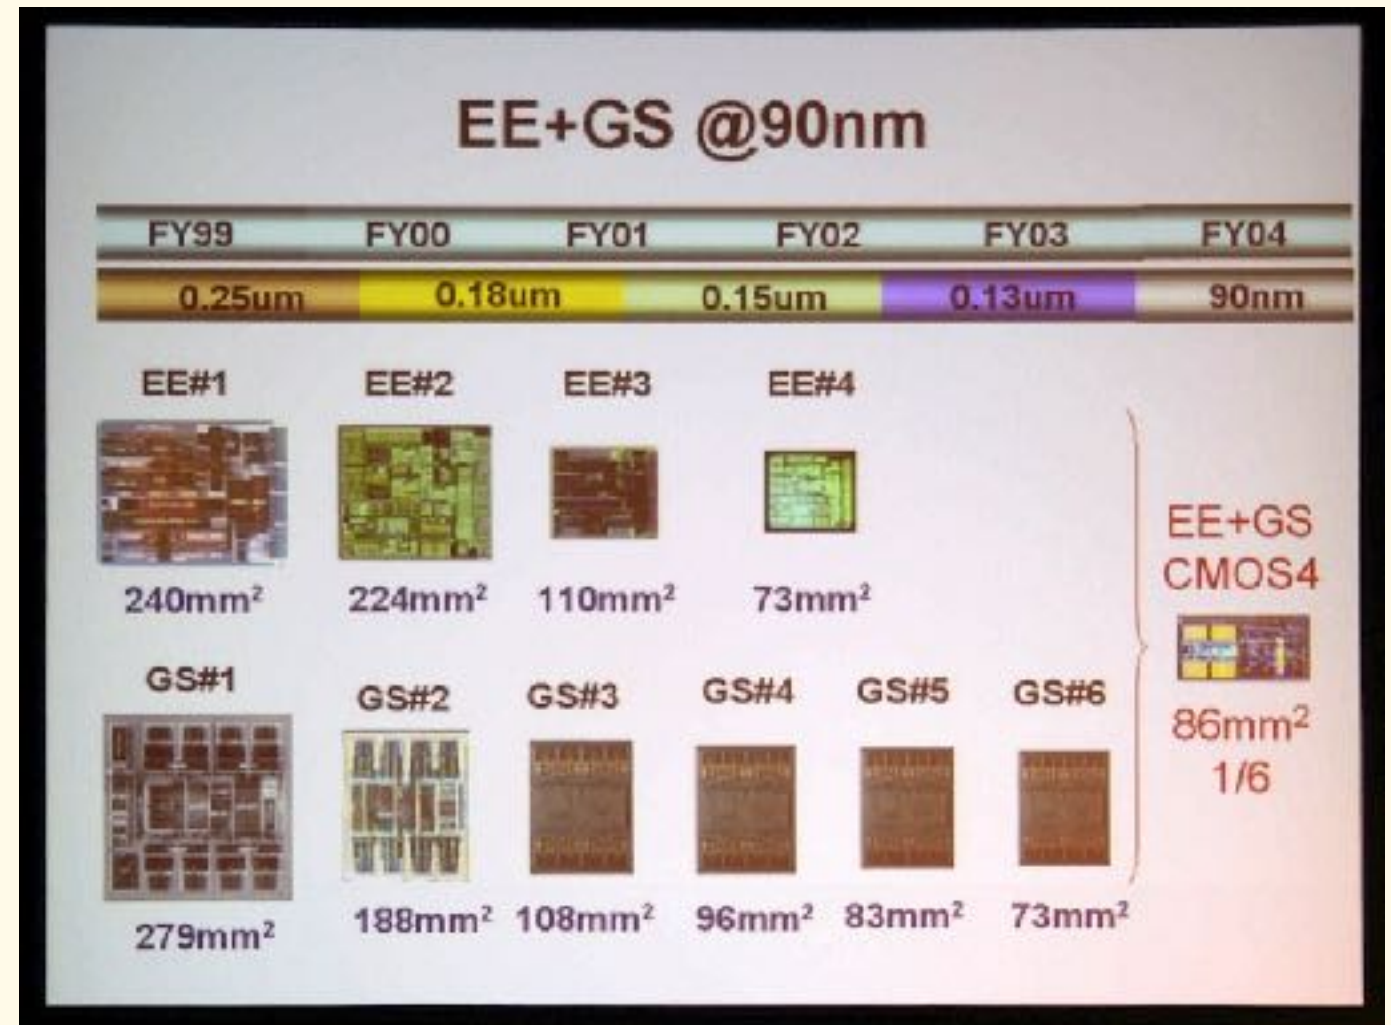 EE+GS @90nm
FY99 FY00 FY01 FY02 FY03 FY04
0.25um 0.18um 0.15um 0.13um 90nm
EE#1 EE#2 EE#3 EE#4
240mm² 224mm² 110mm² 73mm²
GS#1 GS#2 GS#3 GS#4 GS#5 GS#6
279mm² 188mm² 108mm² 96mm² 83mm² 73mm²
EE+GS
CMOS4
86mm²
1/6